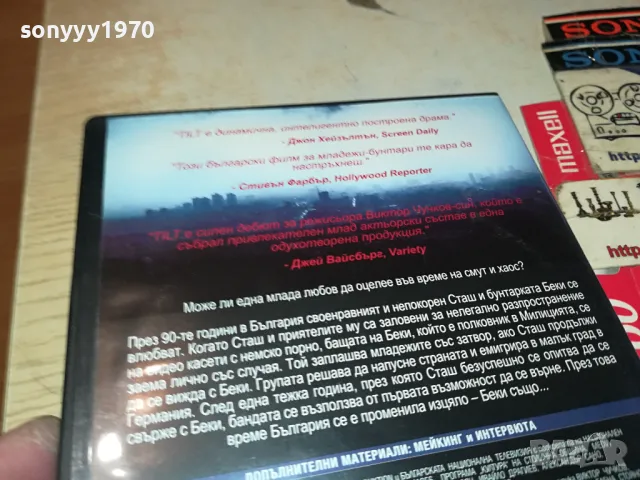 sonyyy1970
SONY
maxell
http
"TILT е динамична, интелигентно построена драма."
- Джон Хейзълтън, Screen Daily
"Този български филм за младежи-бунтари те кара да
настръхнеш."
- Стивън Фарбър, Hollywood Reporter
"TILT е силен дебют за режисьора Виктор Чучков-син, който е
събрал привлекателен млад актьорски състав в една
одухотворена продукция,"
- Джей Вайсбърг, Variety
Може ли една млада любов да оцелее във време на смут и хаос?
През 90-те години в България своенравният и непокорен Сташ и бунтарката Беки се
влюбват. Когато Сташ и приятелите му са заловени за нелегално разпространение
на видео касети с немско порно, бащата на Беки, който е полковник в Милицията, се
заема лично със случая. Той заплашва младежите със затвор, ако Сташ продължи
да се вижда с Беки. Групата решава да напусне страната и емигрира в малък град в
Германия. След една тежка година, през която Сташ безуспешно се опитва да се
свърже с Беки, бандата се възползва от първата възможност да се върне. През това
време България се е променила изцяло – Беки също...
ДОПЪЛНИТЕЛНИ МАТЕРИАЛИ: МЕЙКИНГ и ИНТЕРВЮТА